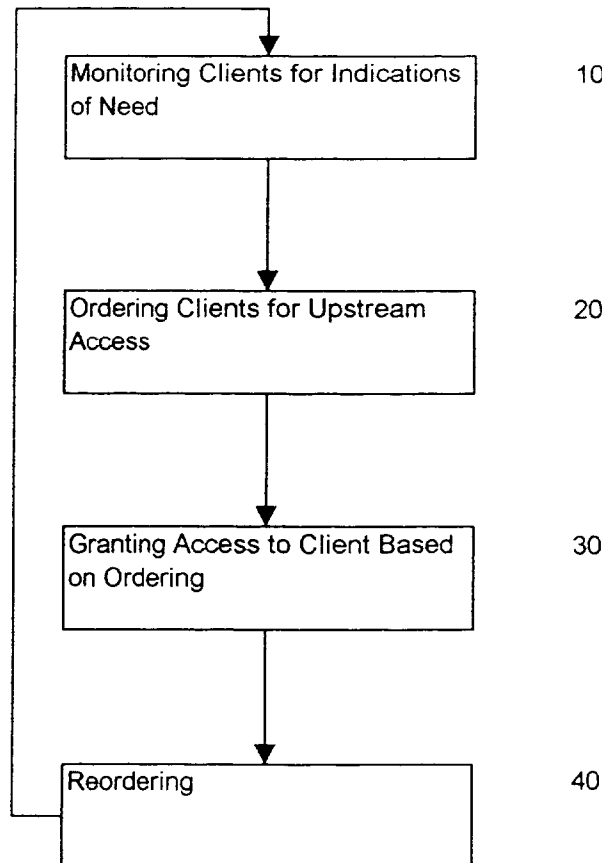 Monitoring Clients for Indications
of Need
10
Ordering Clients for Upstream
Access
20
Granting Access to Client Based
on Ordering
30
Reordering
40